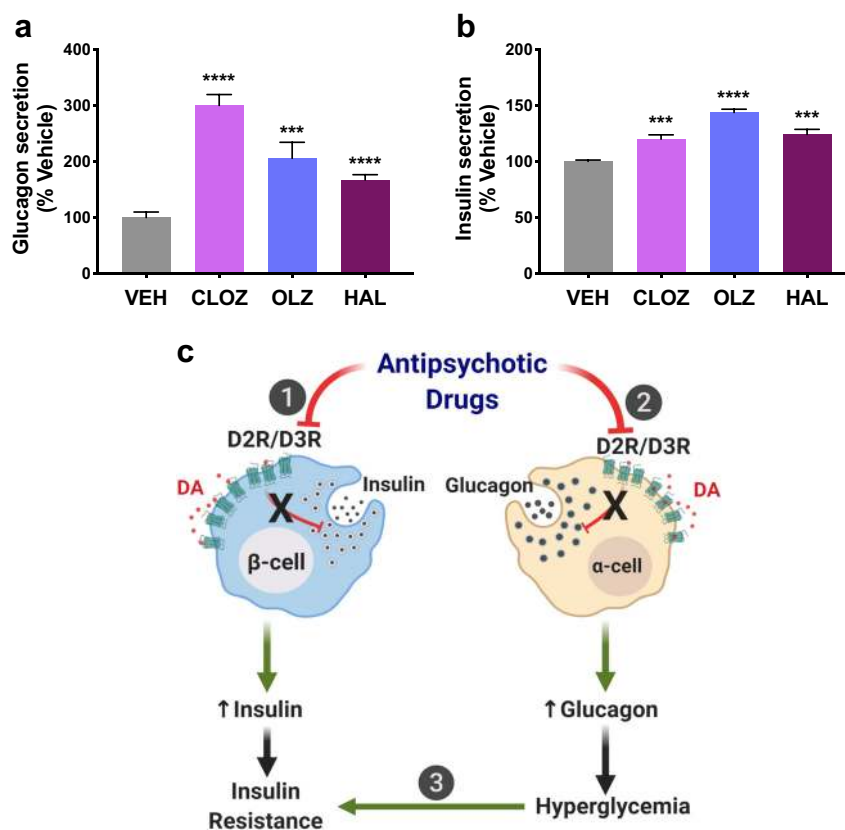 a
Glucagon secretion
(% Vehicle)
400
300
200
100
0
****
***
****
VEH CLOZ OLZ HAL
b
Insulin secretion
(% Vehicle)
200
150
100
50
0
***
****
***
VEH CLOZ OLZ HAL
c
Antipsychotic
Drugs
1
2
D2R/D3R
D2R/D3R
DA
Insulin
Glucagon
DA
X
X
β-cell
α-cell
↑Insulin
↑Glucagon
3
Insulin
Resistance
Hyperglycemia